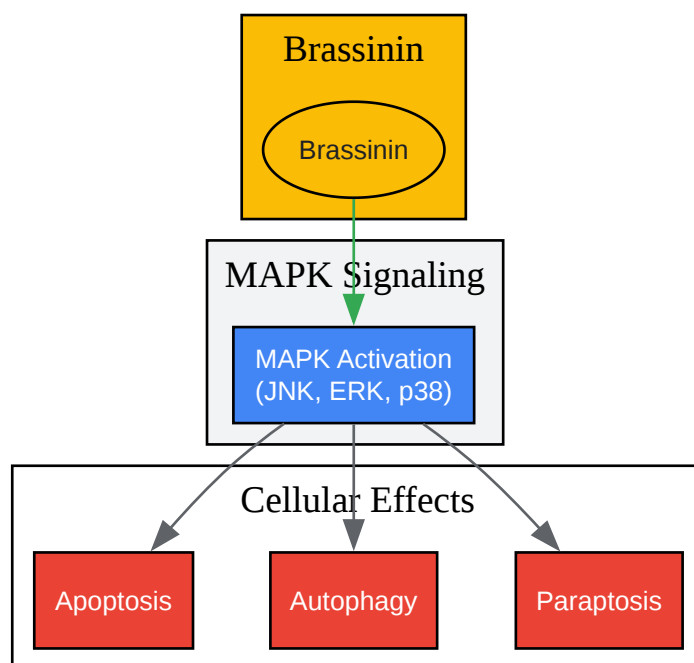 Brassinin
Brassinin
MAPK Signaling
MAPK Activation
(JNK, ERK, p38)
Cellular Effects
Apoptosis
Autophagy
Paraptosis